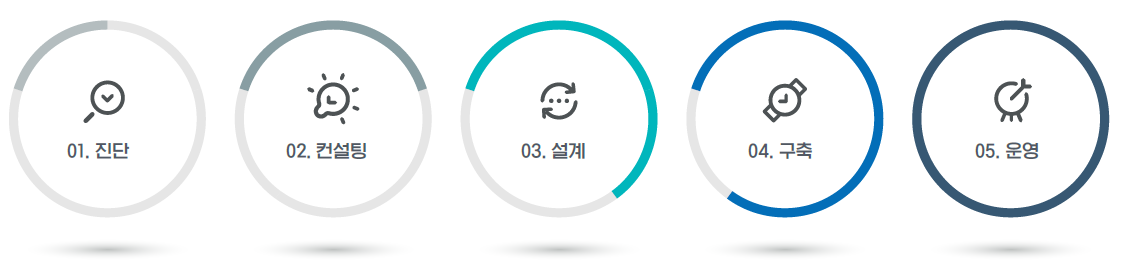 01. 진단
02. 컨설팅
03. 설계
04. 구축
05. 운영